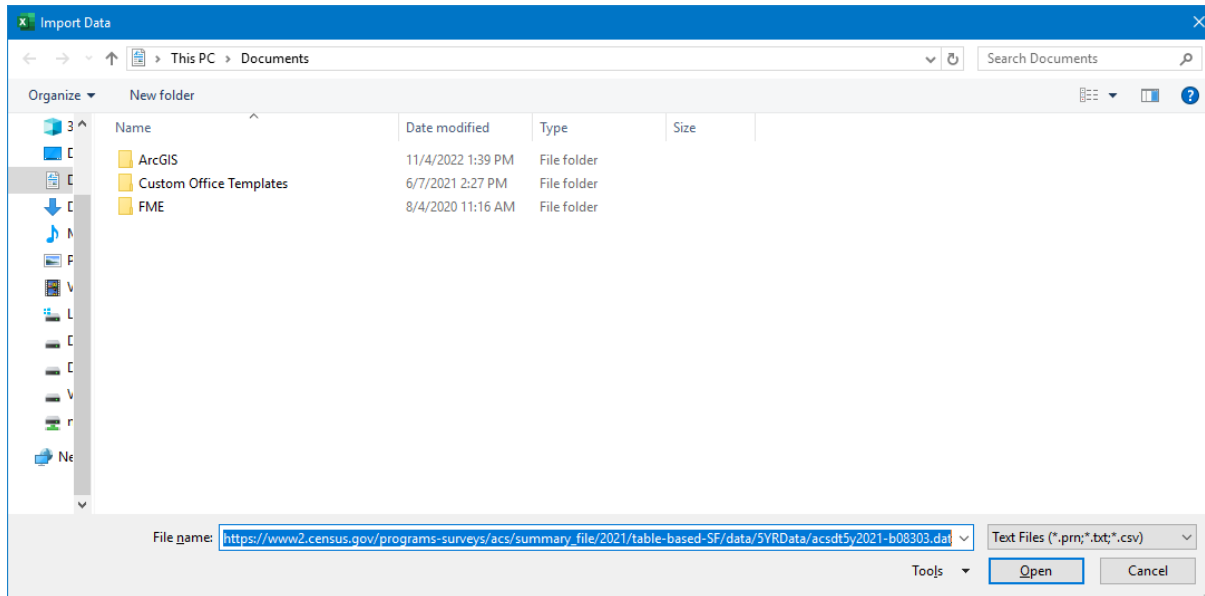 Import Data
This PC > Documents
Search Documents
Organize
New folder
Name
Date modified
Type
Size
3
ArcGIS
11/4/2022 1:39 PM
File folder
Custom Office Templates
6/7/2021 2:27 PM
File folder
FME
8/4/2020 11:16 AM
File folder
Ne
File name:
https://www2.census.gov/programs-surveys/acs/summary_file/2021/table-based-SF/data/5YRData/acsdt5y2021-b08303.dat
Text Files (*.prn;*.txt;*.csv)
Tools
Open
Cancel